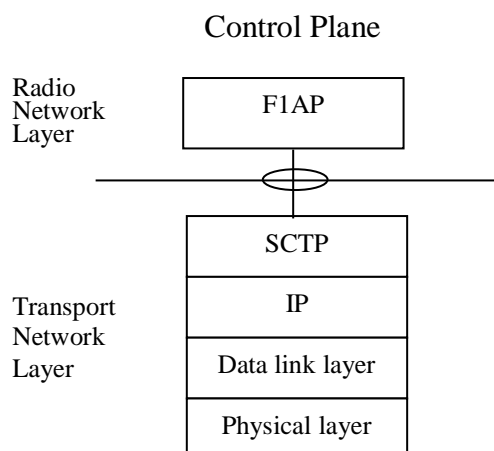 Control Plane
Radio
Network
Layer
F1AP
SCTP
IP
Transport
Network
Layer
Data link layer
Physical layer